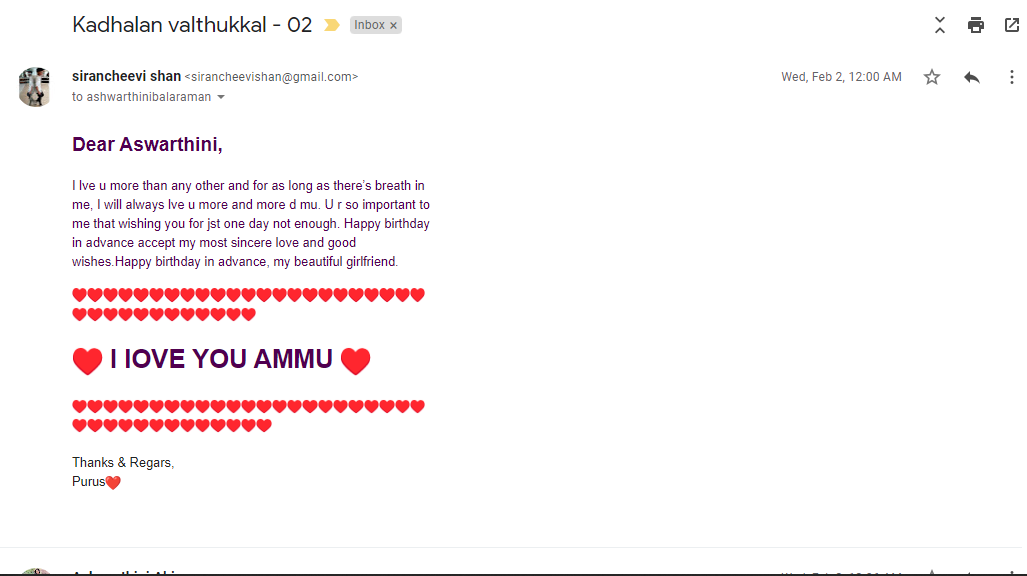 Kadhalan valthukkal - 02 Inbox ×
sirancheevi shan <sirancheevishan@gmail.com> Wed, Feb 2, 12:00 AM
to ashwarthinibalaraman
Dear Aswarthini,
I lve u more than any other and for as long as there's breath in
me, I will always lve u more and more d mu. U r so important to
me that wishing you for jst one day not enough. Happy birthday
in advance accept my most sincere love and good
wishes.Happy birthday in advance, my beautiful girlfriend.
❤ I lOVE YOU AMMU ❤
Thanks & Regars,
Purus❤